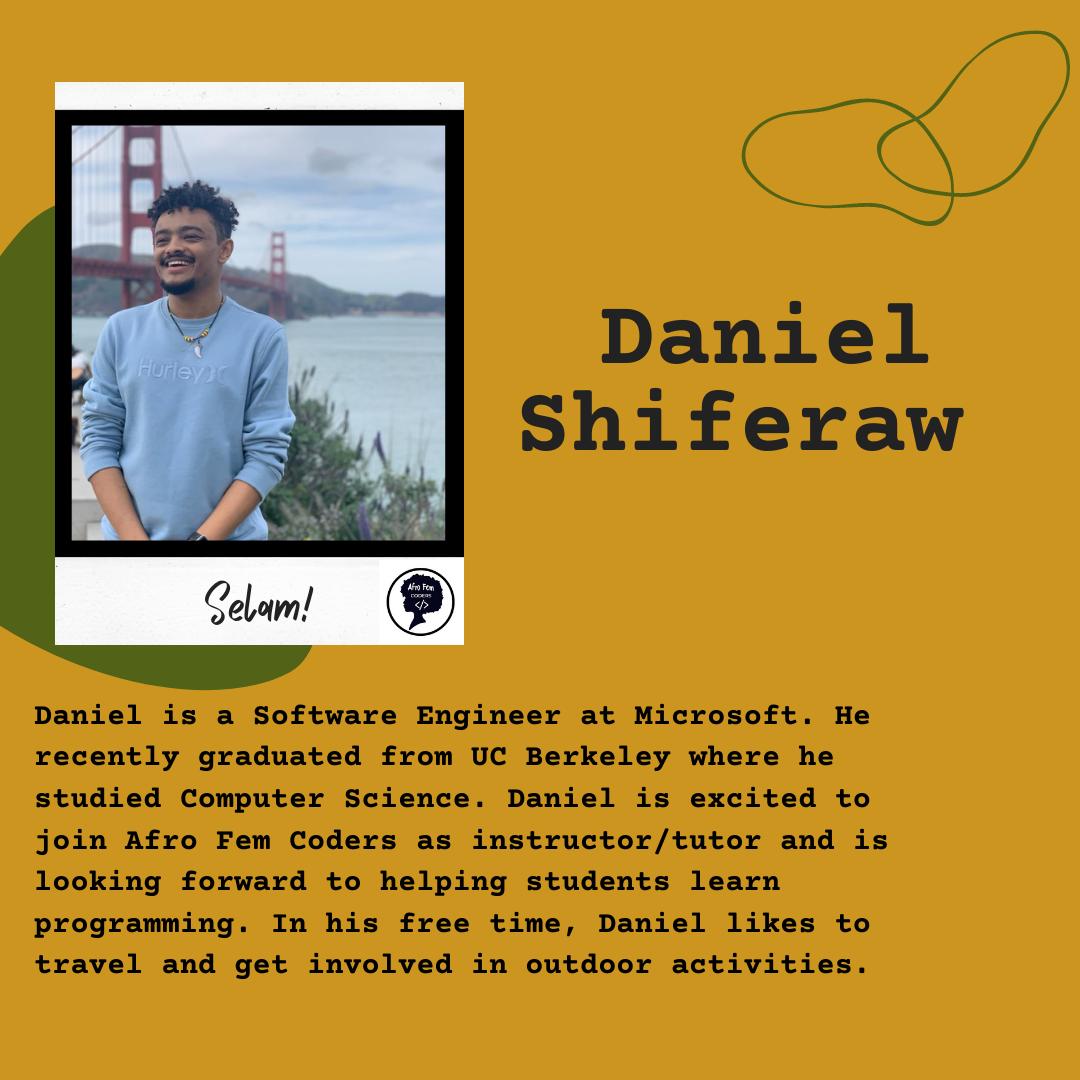 Hurley
Daniel
Shiferaw
Selam!
Afro Fem
CODERS
</>
Daniel is a Software Engineer at Microsoft. He
recently graduated from UC Berkeley where he
studied Computer Science. Daniel is excited to
join Afro Fem Coders as instructor/tutor and is
looking forward to helping students learn
programming. In his free time, Daniel likes to
travel and get involved in outdoor activities.